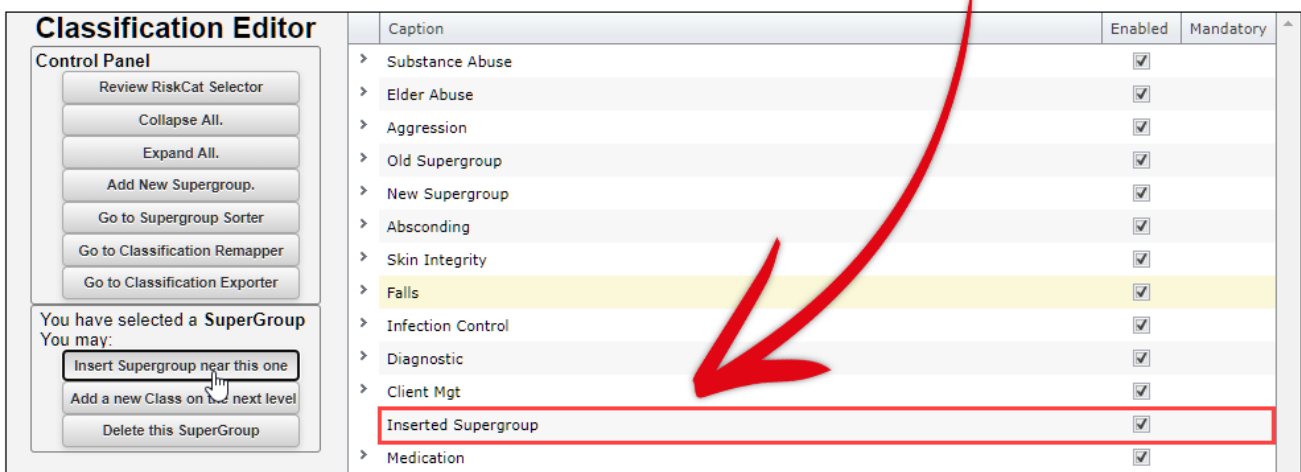 Classification Editor
Control Panel
Review RiskCat Selector
Collapse All.
Expand All.
Add New Supergroup.
Go to Supergroup Sorter
Go to Classification Remapper
Go to Classification Exporter
You have selected a SuperGroup
You may:
Insert Supergroup near this one
Add a new Class on the next level
Delete this SuperGroup
Caption Enabled Mandatory
Substance Abuse
Elder Abuse
Aggression
Old Supergroup
New Supergroup
Absconding
Skin Integrity
Falls
Infection Control
Diagnostic
Client Mgt
Inserted Supergroup
Medication